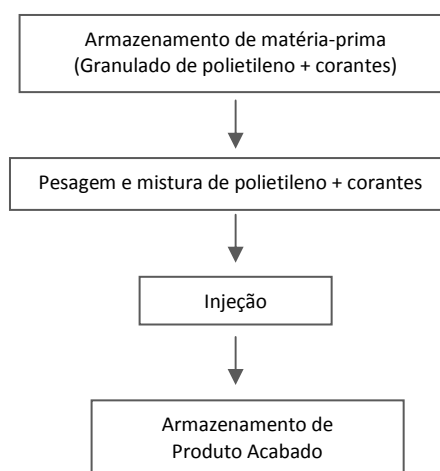 Armazenamento de matéria-prima
(Granulado de polietileno + corantes)
Pesagem e mistura de polietileno + corantes
Injeção
Armazenamento de
Produto Acabado